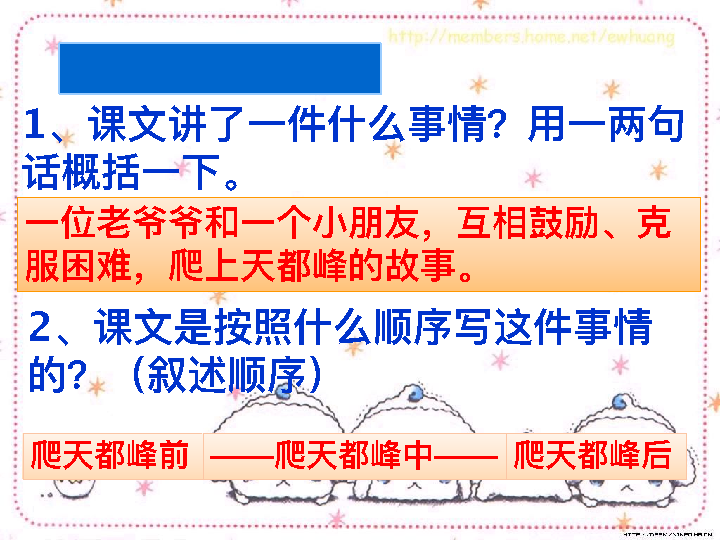 http://members.home.net/ewhuang
1、课文讲了一件什么事情？用一两句
话概括一下。
一位老爷爷和一个小朋友，互相鼓励、克
服困难，爬上天都峰的故事。
2、课文是按照什么顺序写这件事情
的？（叙述顺序）
爬天都峰前 ——爬天都峰中—— 爬天都峰后